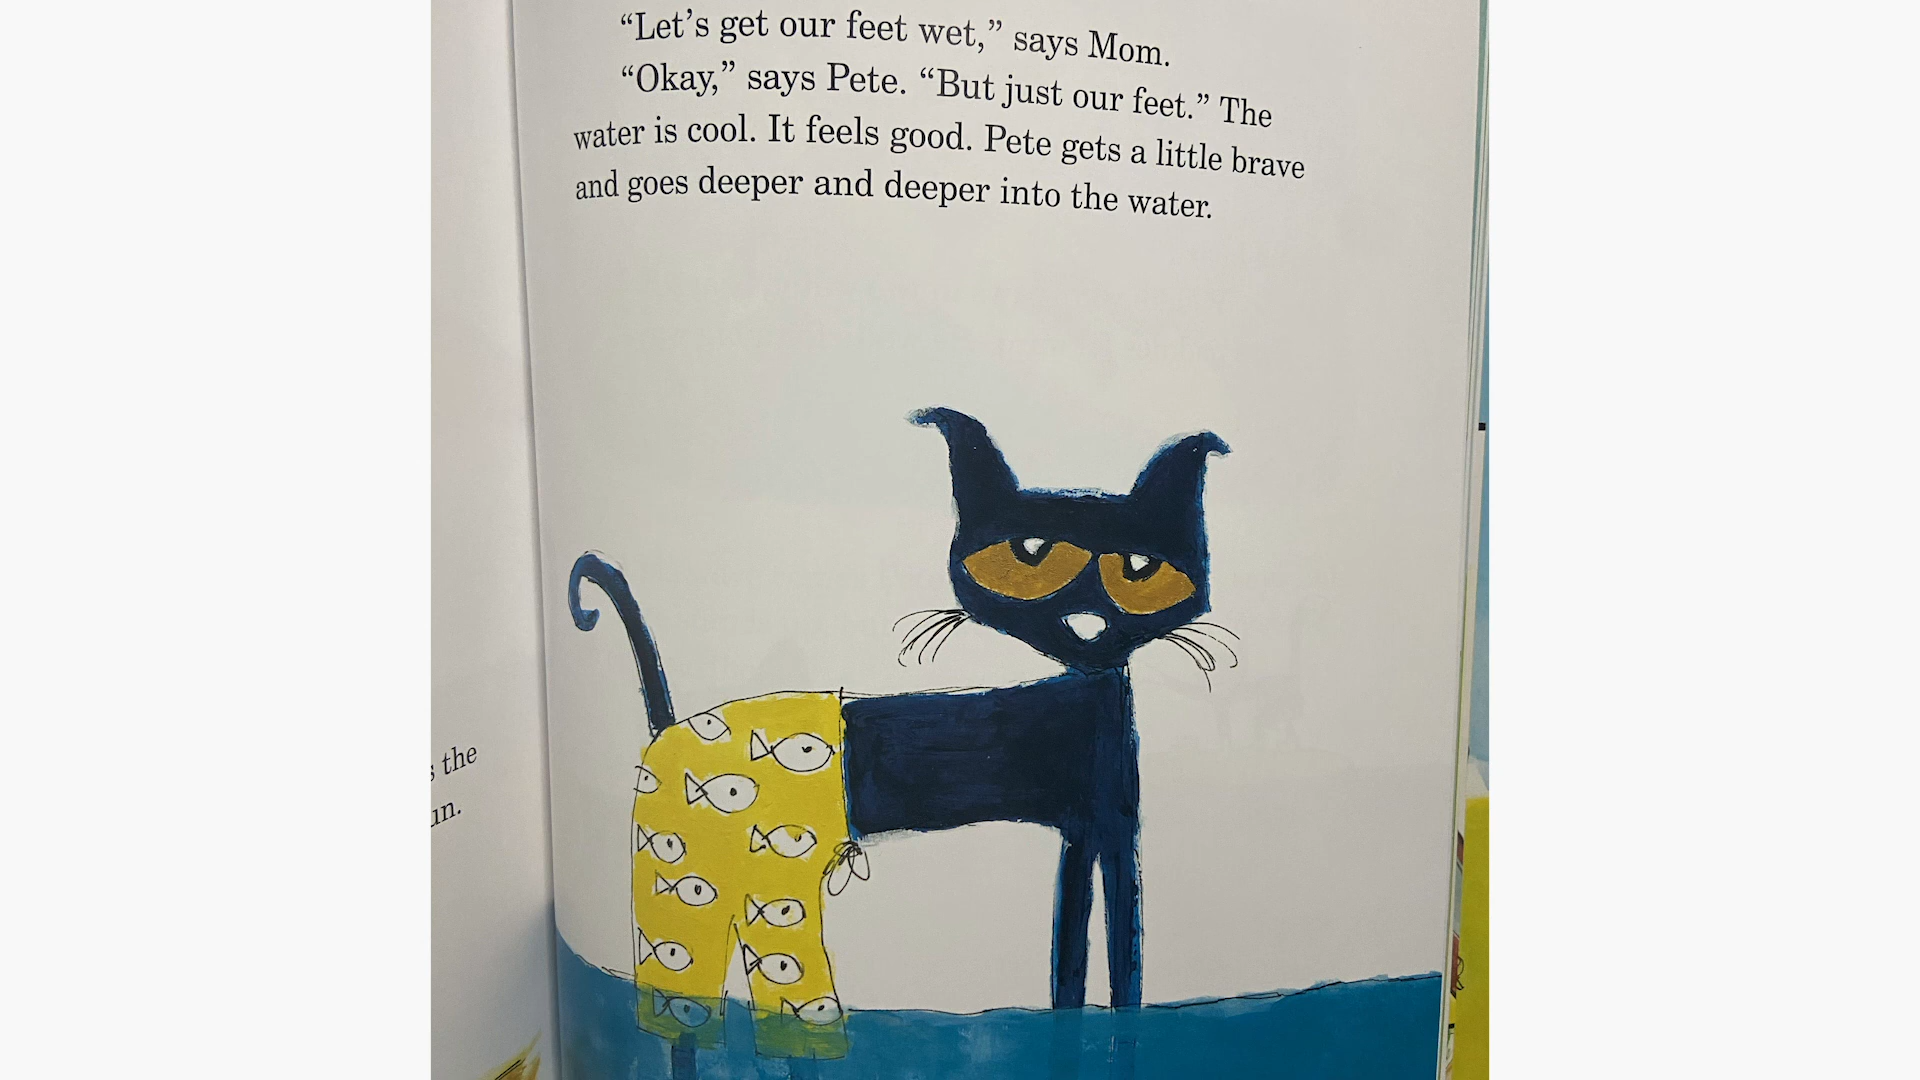 “Let’s get our feet wet,” says Mom.
“Okay,” says Pete. “But just our feet.” The
water is cool. It feels good. Pete gets a little brave
and goes deeper and deeper into the water.
the